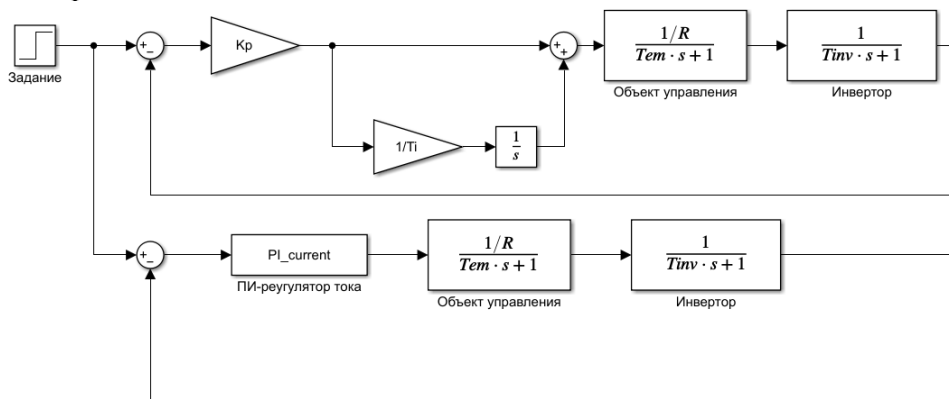 +
−
Kp
+
+
1/R
Tem · s + 1
1
Tinv · s + 1
Задание
Объект управления
Инвертор
1/Ti
1
s
+
−
PI_current
1/R
Tem · s + 1
1
Tinv · s + 1
ПИ-реугулятор тока
Объект управления
Инвертор